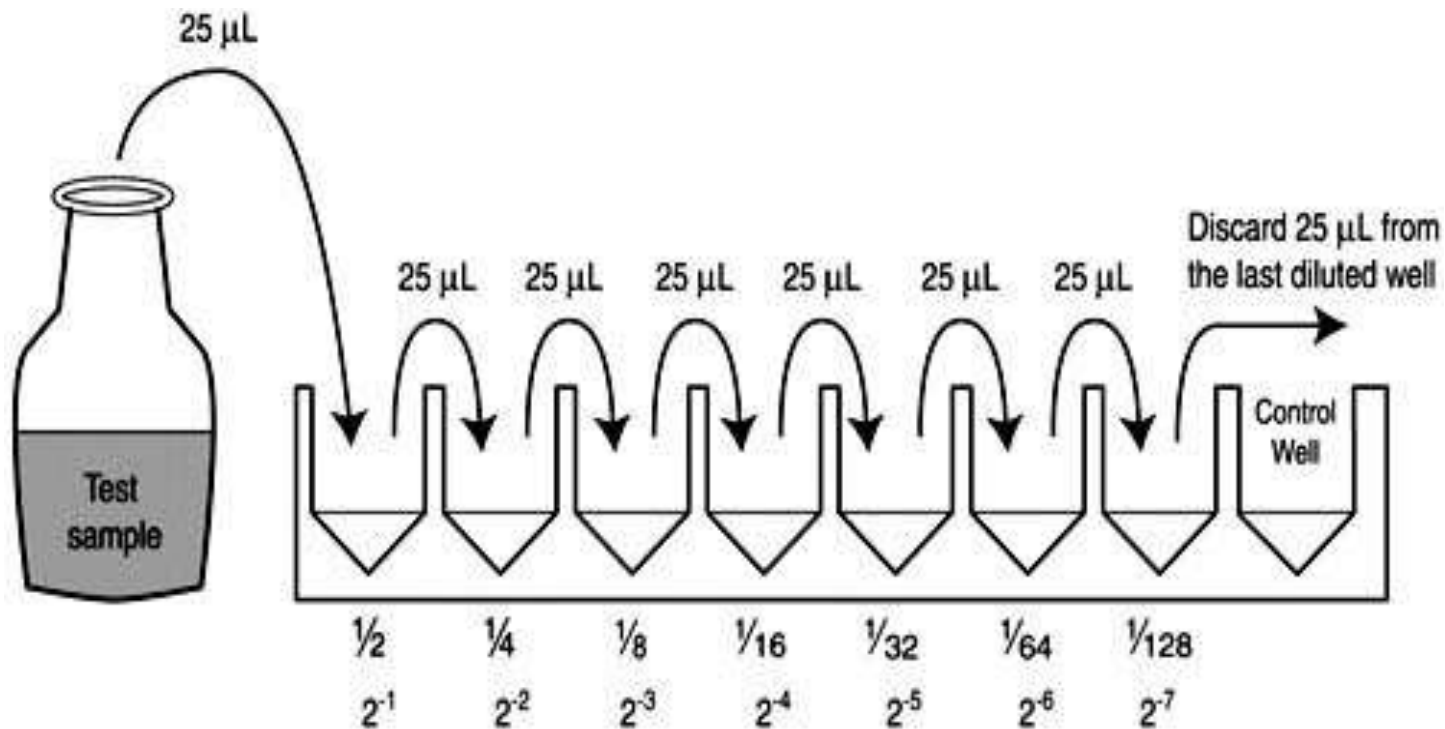 25 μL
Discard 25 μL from
the last diluted well
25 μL 25 μL 25 μL 25 μL 25 μL 25 μL
Control
Well
Test
sample
½ ¼ ⅛ ¹⁄₁₆ ¹⁄₃₂ ¹⁄₆₄ ¹⁄₁₂₈
2⁻¹ 2⁻² 2⁻³ 2⁻⁴ 2⁻⁵ 2⁻⁶ 2⁻⁷